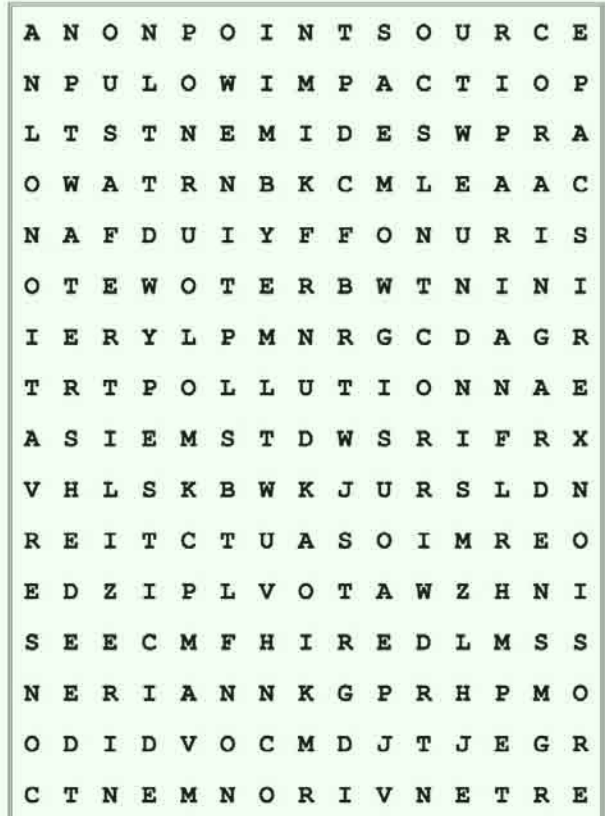 A N O N P O I N T S O U R C E
N P U L O W I M P A C T I O P
L T S T N E M I D E S W P R A
O W A T R N B K C M L E A A C
N A F D U I Y F F O N U R I S
O T E W O T E R B W T N I N I
I E R Y L P M N R G C D A G R
T R T P O L L U T I O N N A E
A S I E M S T D W S R I F R X
V H L S K B W K J U R S L D N
R E I T C T U A S O I M R E O
E D Z I P L V O T A W Z H N I
S E E C M F H I R E D L M S S
N E R I A N N K G P R H P M O
O D I D V O C M D J T J E G R
C T N E M N O R I V N E T R E